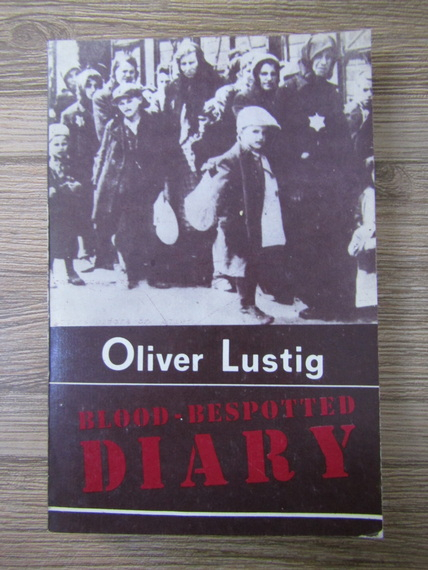 Oliver Lustig
BLOOD-BESPOTTED
DIARY